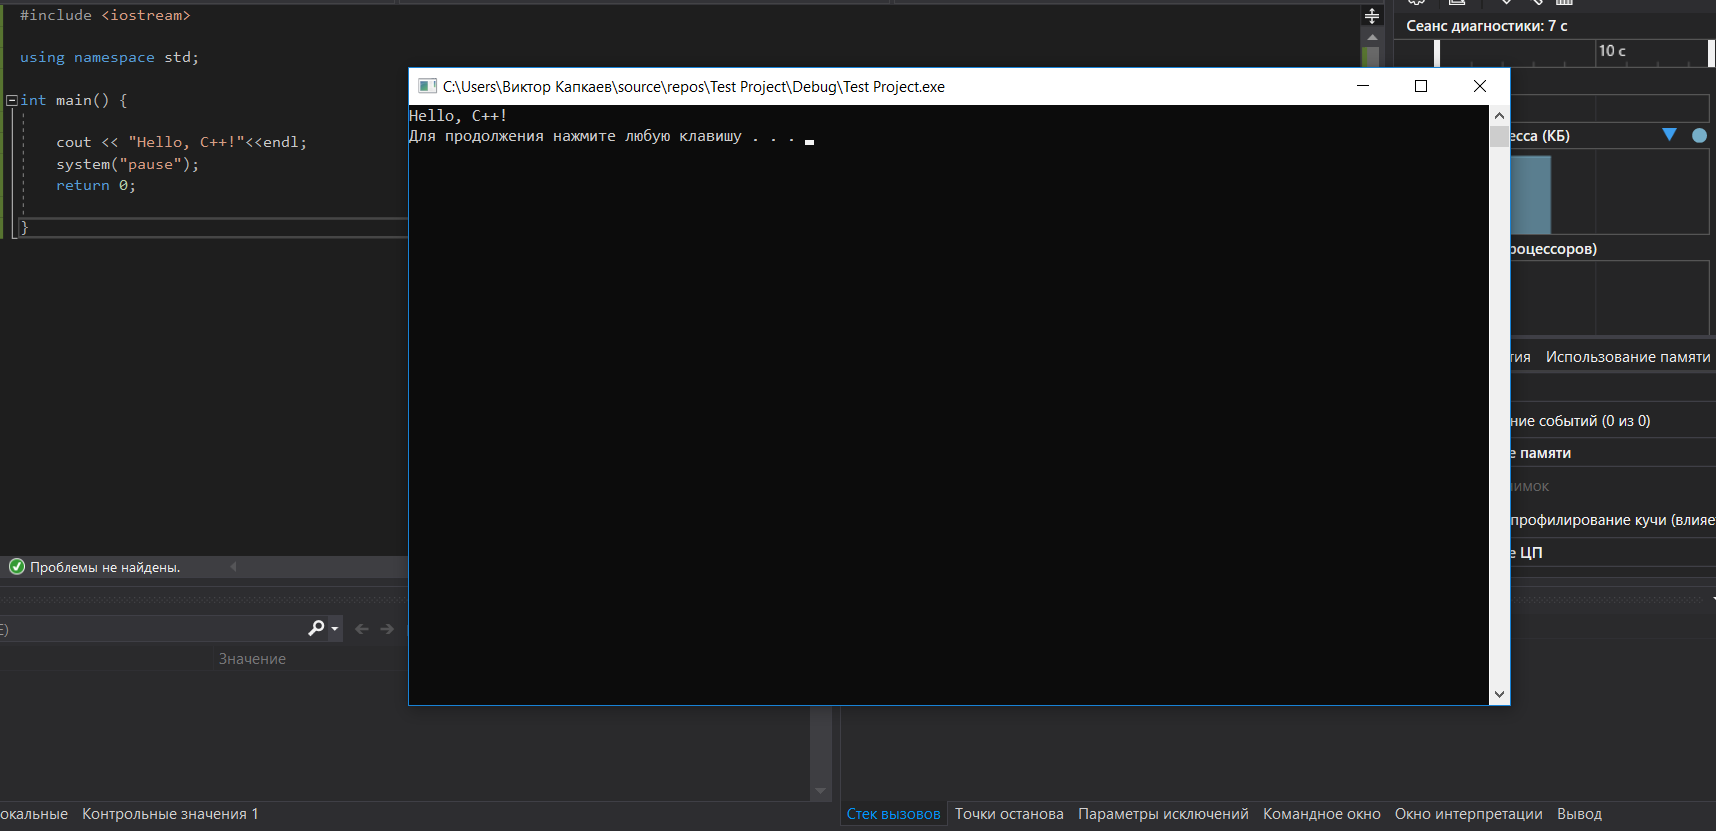 #include <iostream>
using namespace std;
int main() {
cout << "Hello, C++!"<<endl;
system("pause");
return 0;
}
C:\Users\Виктор Капкаев\source\repos\Test Project\Debug\Test Project.exe
Hello, C++!
Для продолжения нажмите любую клавишу . . .
Сеанс диагностики: 7 с
10 с
есса (КБ)
роцессоров)
тия Использование памяти
ние событий (0 из 0)
е памяти
имок
профилирование кучи (влияе
е ЦП
Проблемы не найдены.
E)
Значение
окальные Контрольные значения 1
Стек вызовов Точки останова Параметры исключений Командное окно Окно интерпретации Вывод